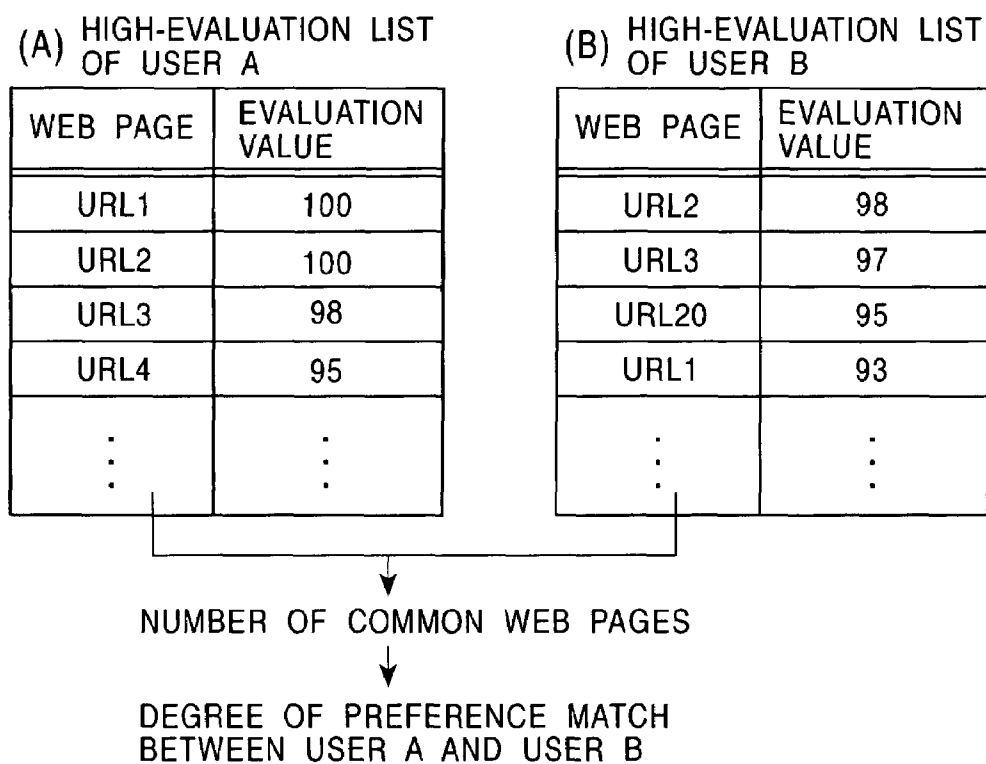 (A) HIGH-EVALUATION LIST
OF USER A
WEB PAGE EVALUATION
VALUE
URL1 100
URL2 100
URL3 98
URL4 95
(B) HIGH-EVALUATION LIST
OF USER B
WEB PAGE EVALUATION
VALUE
URL2 98
URL3 97
URL20 95
URL1 93
NUMBER OF COMMON WEB PAGES
DEGREE OF PREFERENCE MATCH
BETWEEN USER A AND USER B